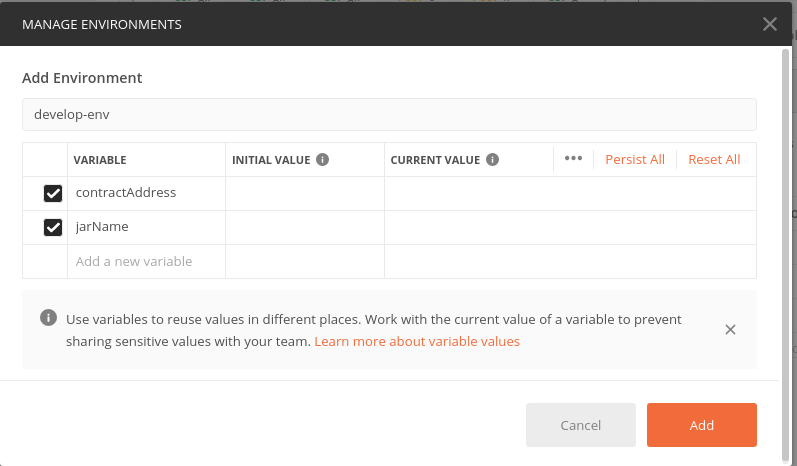 MANAGE ENVIRONMENTS
Add Environment
develop-env
VARIABLE INITIAL VALUE CURRENT VALUE ••• Persist All Reset All
contractAddress
jarName
Add a new variable
Use variables to reuse values in different places. Work with the current value of a variable to prevent
sharing sensitive values with your team. Learn more about variable values
Cancel Add